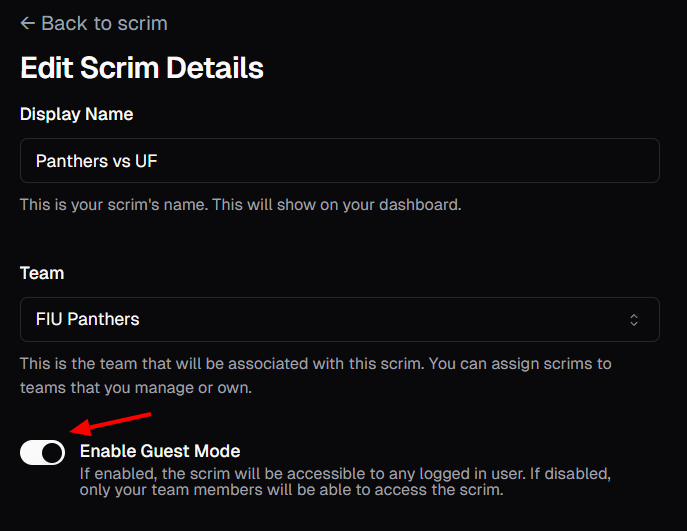 ← Back to scrim
Edit Scrim Details
Display Name
Panthers vs UF
This is your scrim's name. This will show on your dashboard.
Team
FIU Panthers
This is the team that will be associated with this scrim. You can assign scrims to
teams that you manage or own.
Enable Guest Mode
If enabled, the scrim will be accessible to any logged in user. If disabled,
only your team members will be able to access the scrim.